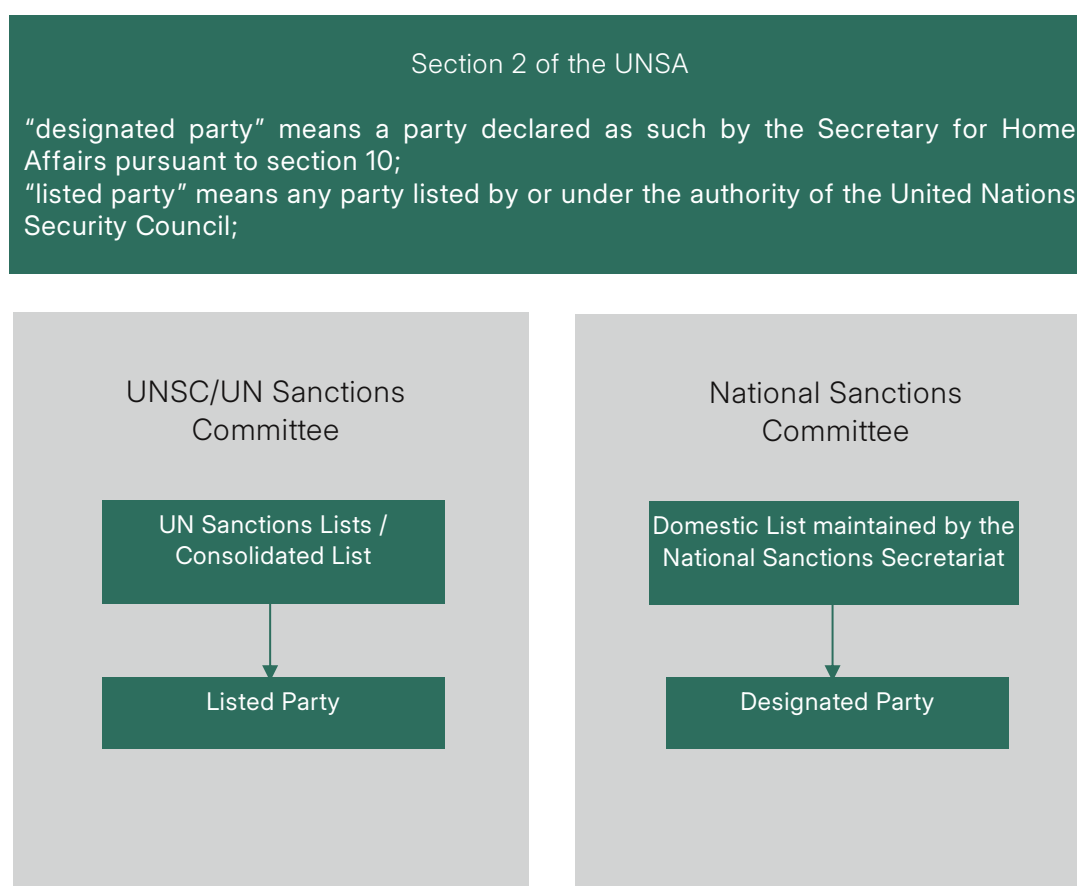 Section 2 of the UNSA
“designated party” means a party declared as such by the Secretary for Home
Affairs pursuant to section 10;
“listed party” means any party listed by or under the authority of the United Nations
Security Council;
UNSC/UN Sanctions
Committee
UN Sanctions Lists /
Consolidated List
Listed Party
National Sanctions
Committee
Domestic List maintained by the
National Sanctions Secretariat
Designated Party